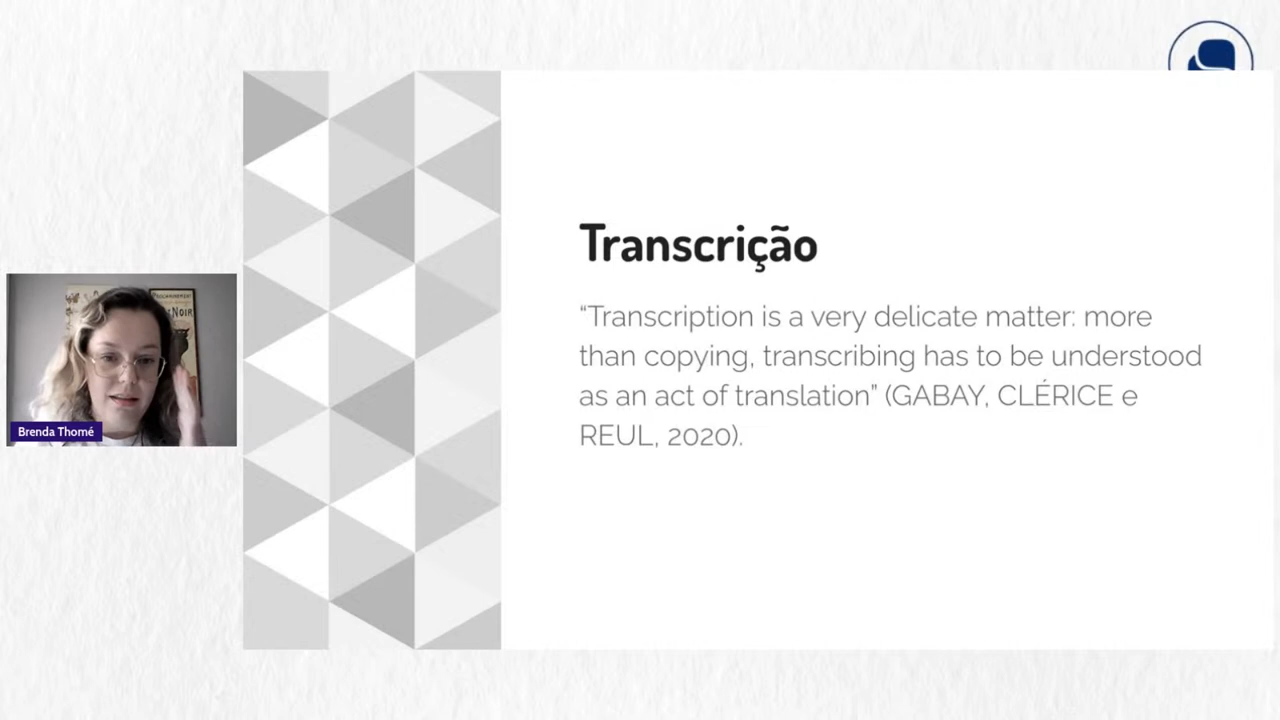 Transcrição
“Transcription is a very delicate matter: more
than copying, transcribing has to be understood
as an act of translation” (GABAY, CLÉRICE e
REUL, 2020).
NOIR
Brenda Thomé